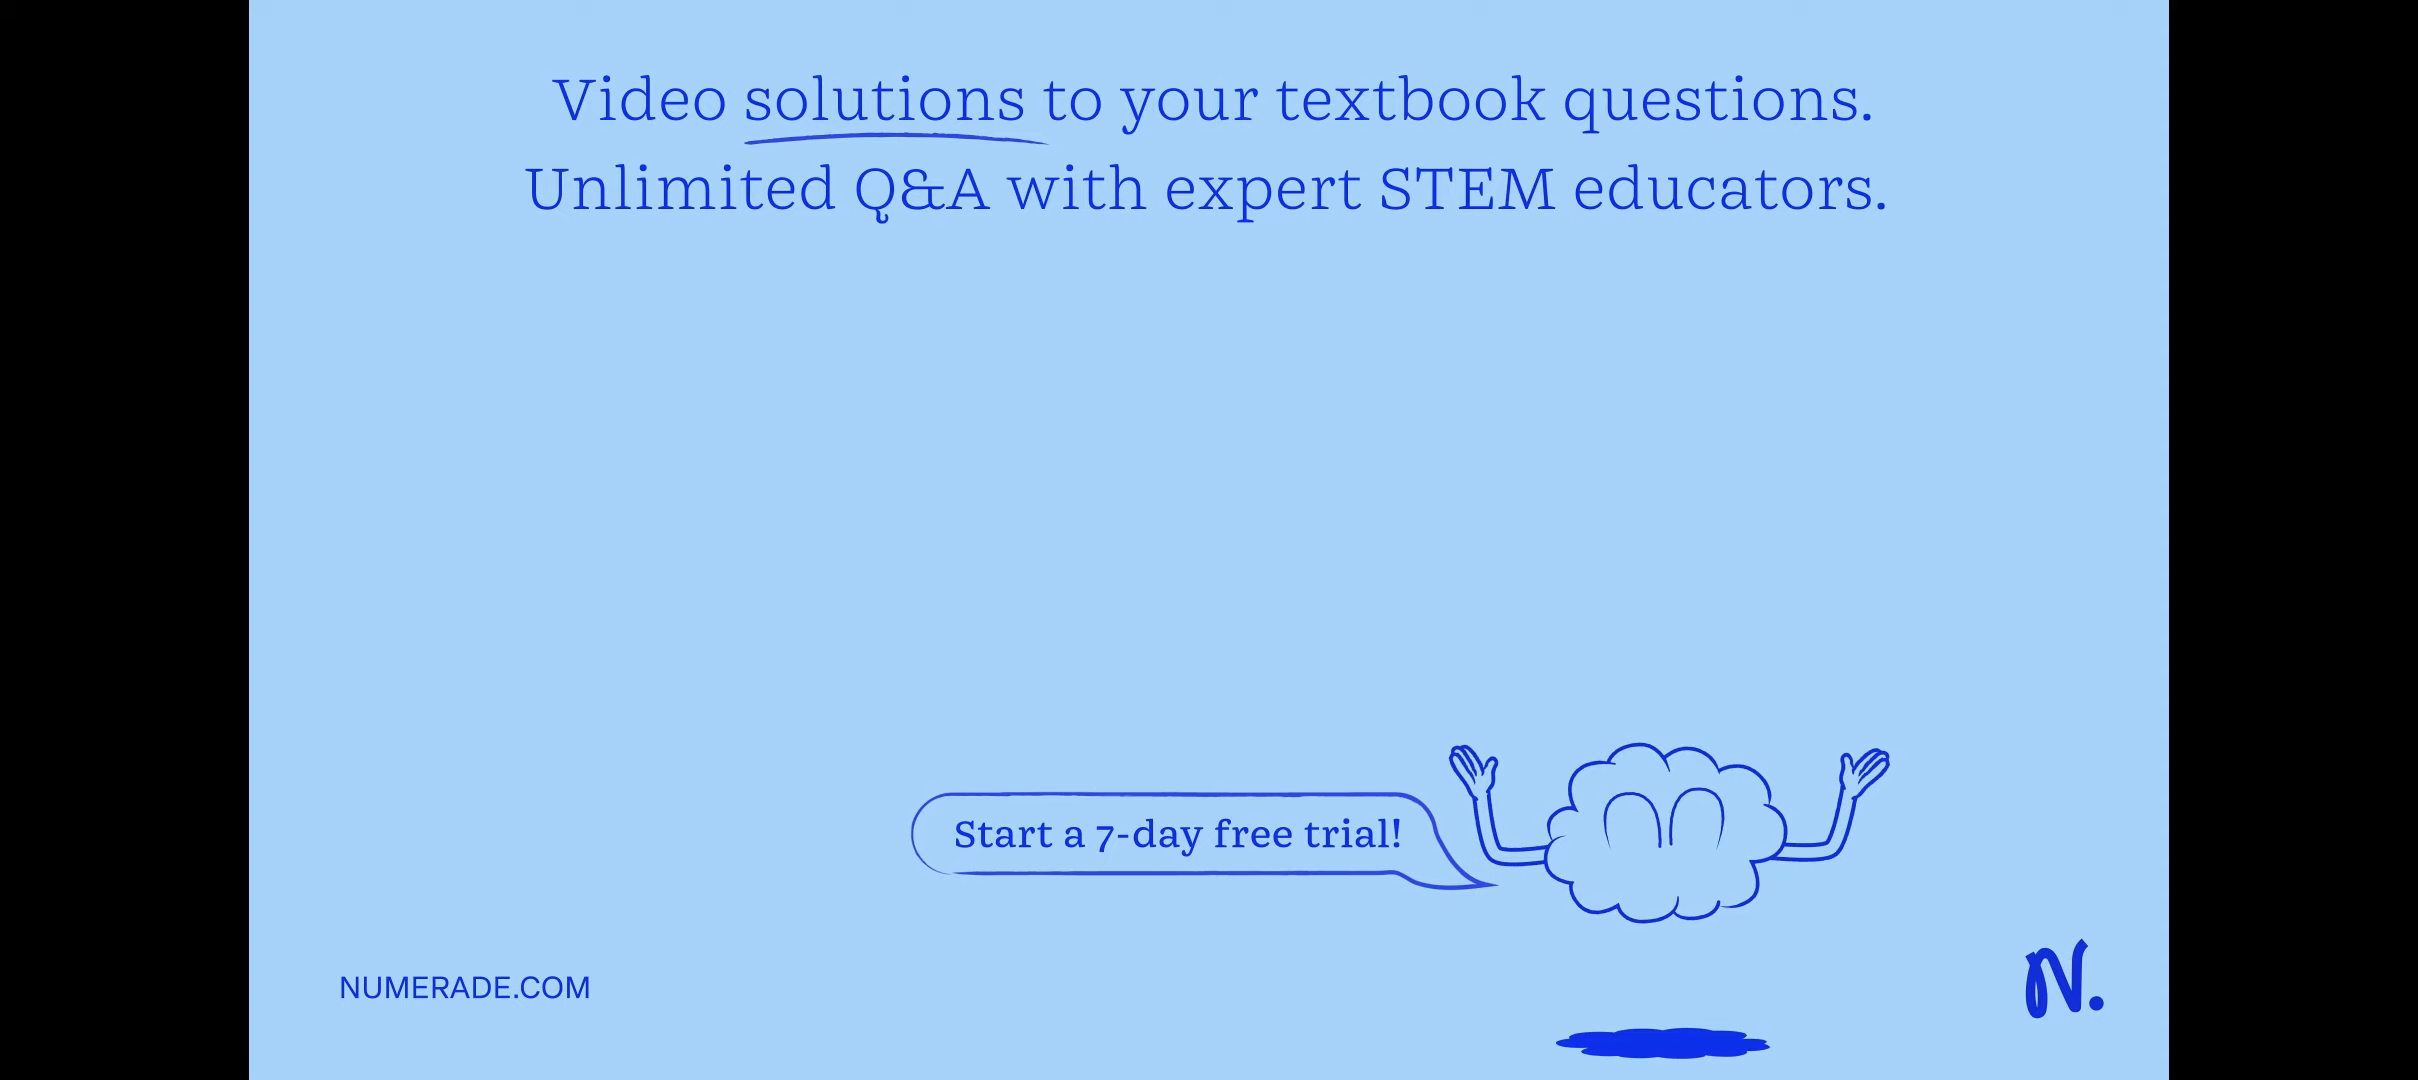 Video solutions to your textbook questions.
Unlimited Q&A with expert STEM educators.
Start a 7-day free trial!
NUMERADE.COM
N.